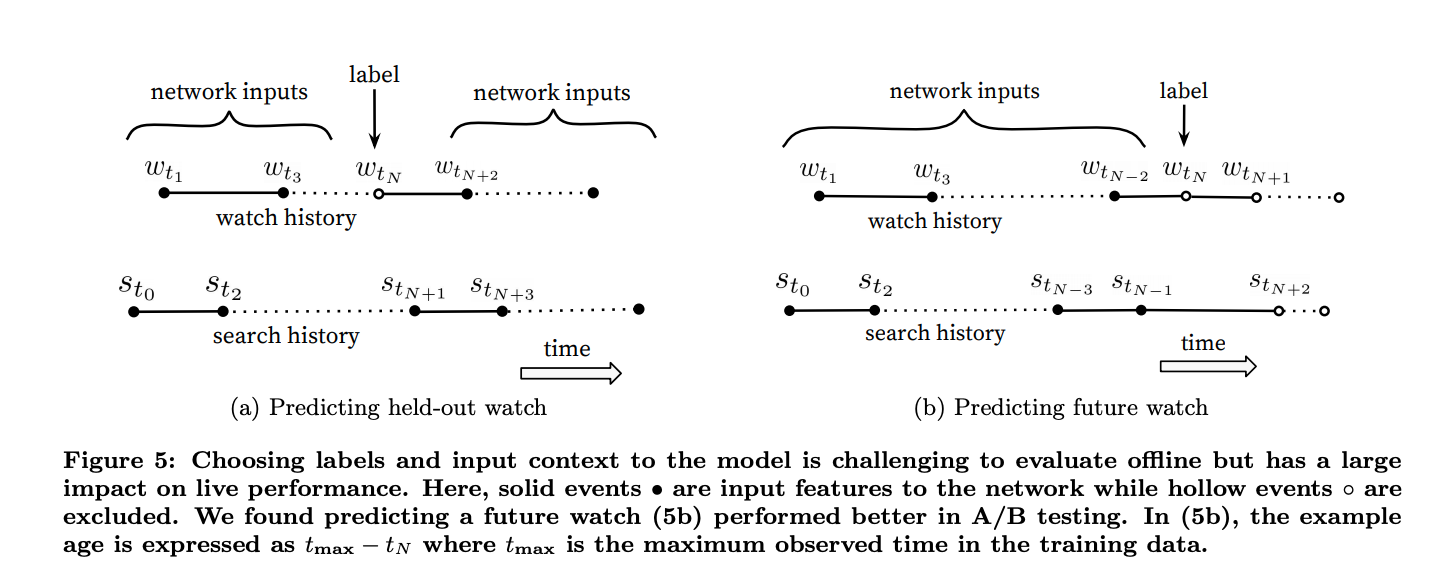 network inputs
label
network inputs
w_{t_1} w_{t_3} w_{t_N} w_{t_{N+2}}
watch history
s_{t_0} s_{t_2} s_{t_{N+1}} s_{t_{N+3}}
search history
time
(a) Predicting held-out watch
network inputs
label
w_{t_1} w_{t_3} w_{t_{N-2}} w_{t_N} w_{t_{N+1}}
watch history
s_{t_0} s_{t_2} s_{t_{N-3}} s_{t_{N-1}} s_{t_{N+2}}
search history
time
(b) Predicting future watch
Figure 5: Choosing labels and input context to the model is challenging to evaluate offline but has a large
impact on live performance. Here, solid events • are input features to the network while hollow events ◦ are
excluded. We found predicting a future watch (5b) performed better in A/B testing. In (5b), the example
age is expressed as t_{max} − t_N where t_{max} is the maximum observed time in the training data.